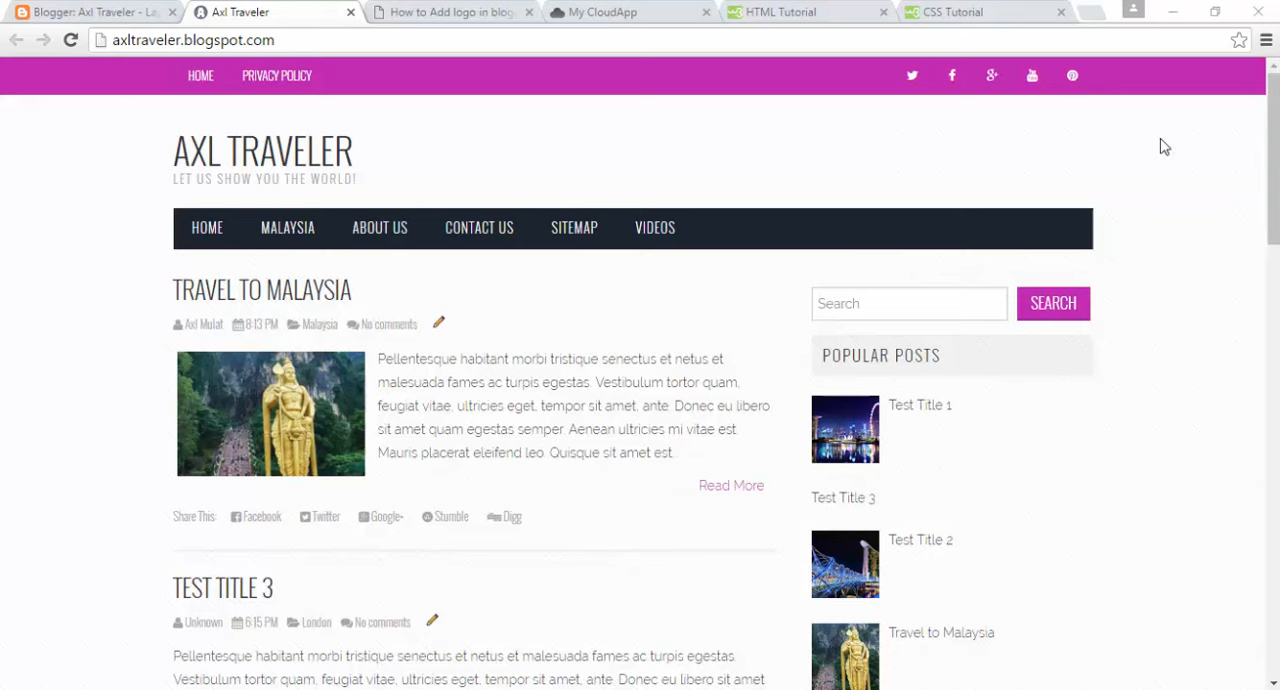 Blogger: Axl Traveler - La
Axl Traveler
How to Add logo in blog
My CloudApp
HTML Tutorial
CSS Tutorial
axltraveler.blogspot.com
HOME PRIVACY POLICY
AXL TRAVELER
LET US SHOW YOU THE WORLD!
HOME MALAYSIA ABOUT US CONTACT US SITEMAP VIDEOS
TRAVEL TO MALAYSIA
Axl Mulat 8:13 PM Malaysia No comments
Pellentesque habitant morbi tristique senectus et netus et
malesuada fames ac turpis egestas. Vestibulum tortor quam,
feugiat vitae, ultricies eget, tempor sit amet, ante. Donec eu libero
sit amet quam egestas semper. Aenean ultricies mi vitae est.
Mauris placerat eleifend leo. Quisque sit amet est...
Read More
Share This: Facebook Twitter Google+ Stumble Digg
TEST TITLE 3
Unknown 6:15 PM London No comments
Pellentesque habitant morbi tristique senectus et netus et malesuada fames ac turpis egestas.
Vestibulum tortor quam, feugiat vitae, ultricies eget, tempor sit amet, ante. Donec eu libero sit amet
Search
SEARCH
POPULAR POSTS
Test Title 1
Test Title 3
Test Title 2
Travel to Malaysia